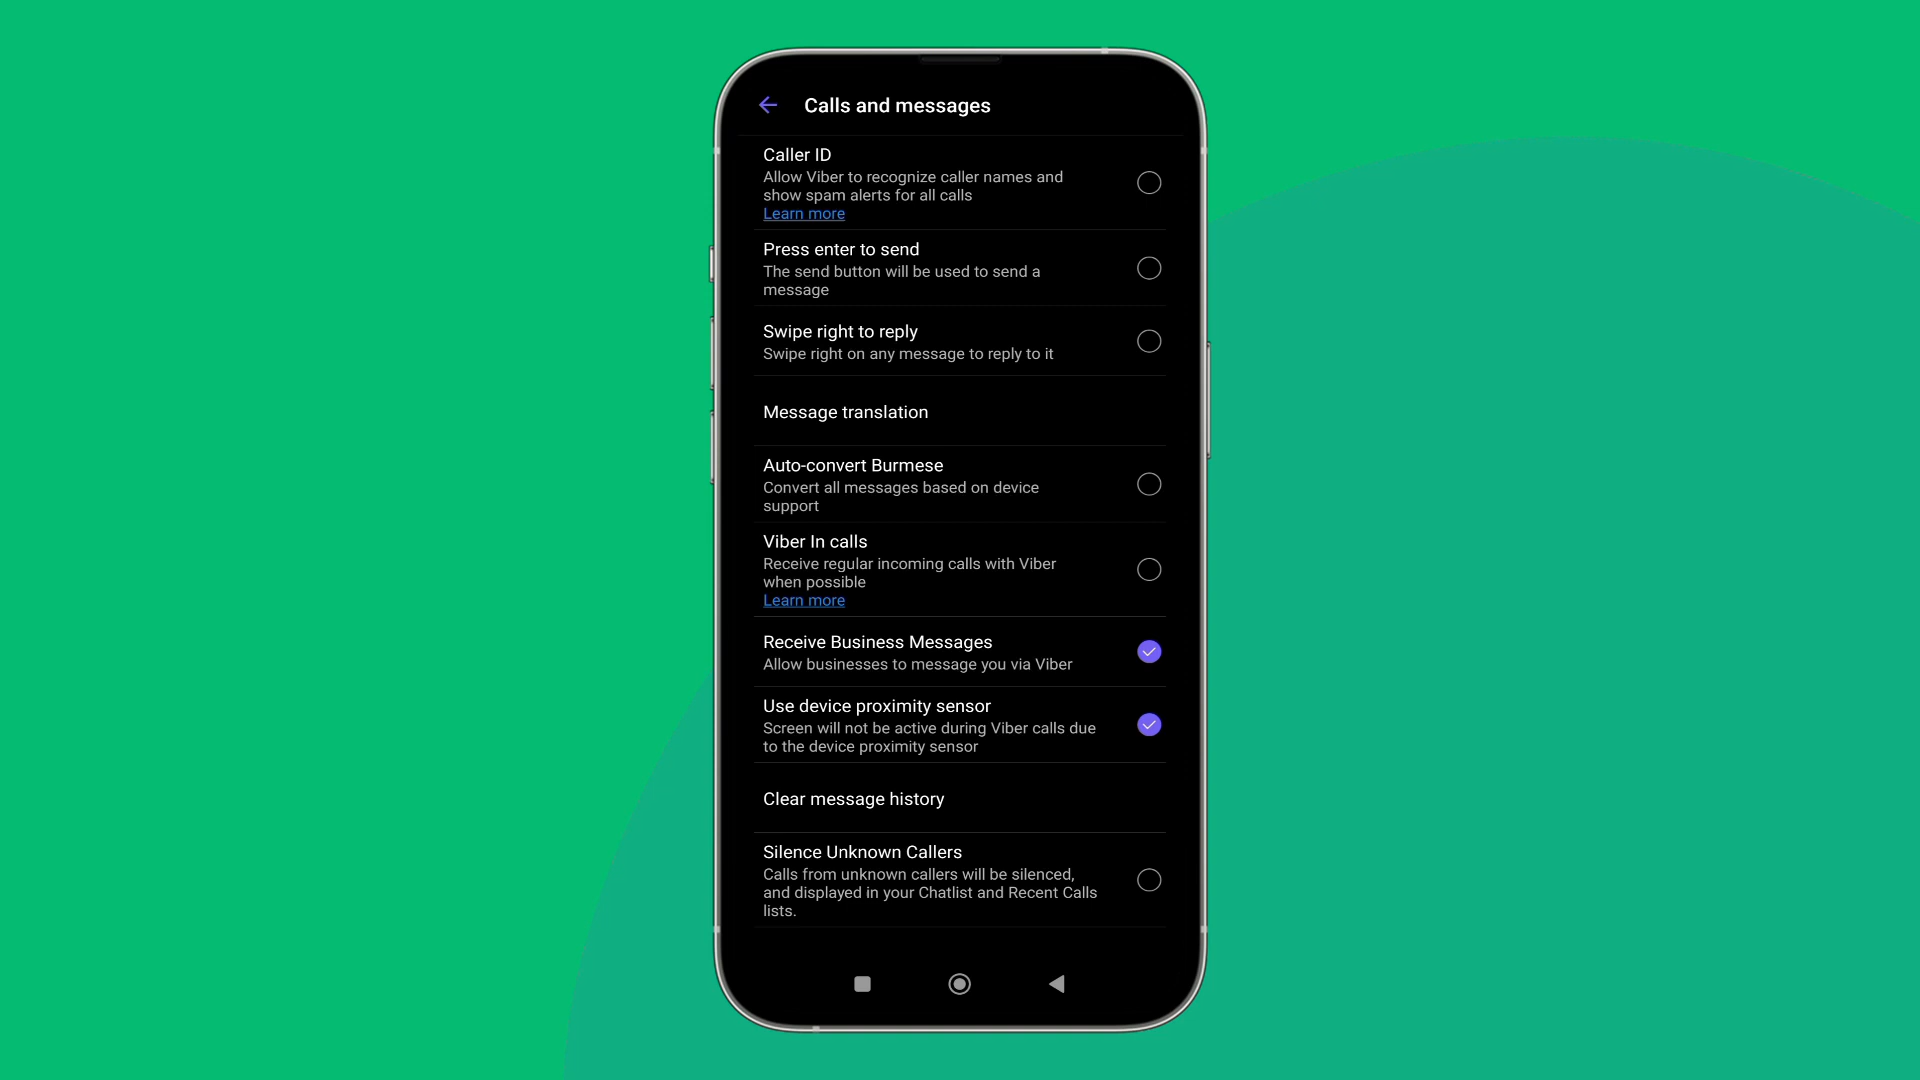 Calls and messages
Caller ID
Allow Viber to recognize caller names and
show spam alerts for all calls
Learn more
Press enter to send
The send button will be used to send a
message
Swipe right to reply
Swipe right on any message to reply to it
Message translation
Auto-convert Burmese
Convert all messages based on device
support
Viber In calls
Receive regular incoming calls with Viber
when possible
Learn more
Receive Business Messages
Allow businesses to message you via Viber
Use device proximity sensor
Screen will not be active during Viber calls due
to the device proximity sensor
Clear message history
Silence Unknown Callers
Calls from unknown callers will be silenced,
and displayed in your Chatlist and Recent Calls
lists.